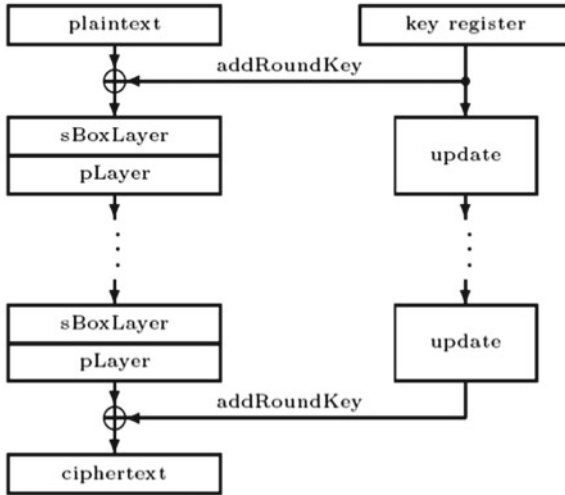 plaintext
key register
addRoundKey
sBoxLayer
pLayer
update
sBoxLayer
pLayer
update
addRoundKey
ciphertext